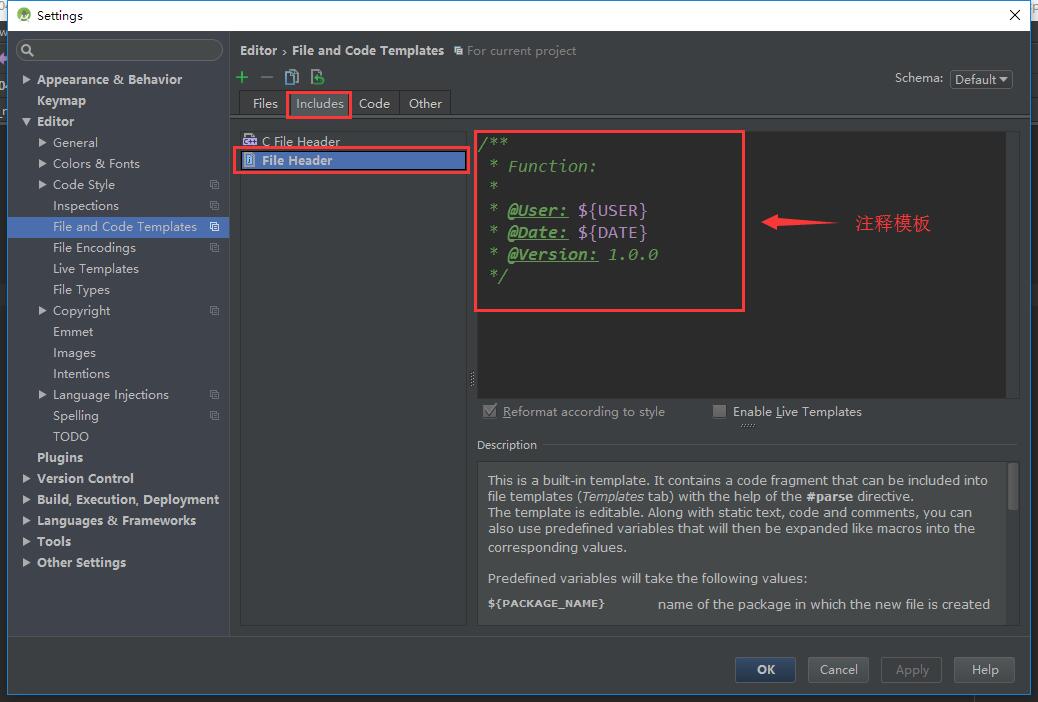 Settings
Appearance & Behavior
Keymap
Editor
General
Colors & Fonts
Code Style
Inspections
File and Code Templates
File Encodings
Live Templates
File Types
Copyright
Emmet
Images
Intentions
Language Injections
Spelling
TODO
Plugins
Version Control
Build, Execution, Deployment
Languages & Frameworks
Tools
Other Settings
Editor › File and Code Templates For current project
Schema: Default
Files Includes Code Other
C File Header
File Header
/**
* Function:
*
* @User: ${USER}
* @Date: ${DATE}
* @Version: 1.0.0
*/
注释模板
Reformat according to style Enable Live Templates
Description
This is a built-in template. It contains a code fragment that can be included into
file templates (Templates tab) with the help of the #parse directive.
The template is editable. Along with static text, code and comments, you can
also use predefined variables that will then be expanded like macros into the
corresponding values.
Predefined variables will take the following values:
${PACKAGE_NAME} name of the package in which the new file is created
OK Cancel Apply Help